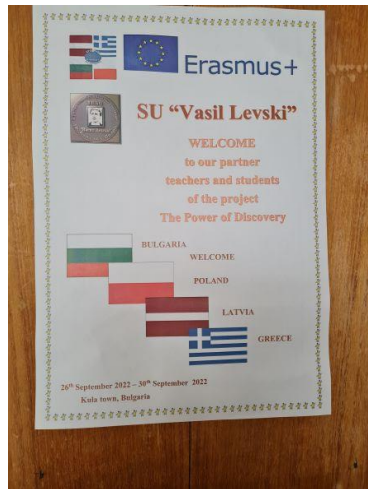 Erasmus+
SU “Vasil Levski”
WELCOME
to our partner
teachers and students
of the project
The Power of Discovery
BULGARIA
WELCOME
POLAND
LATVIA
GREECE
26th September 2022 – 30th September 2022
Kula town, Bulgaria